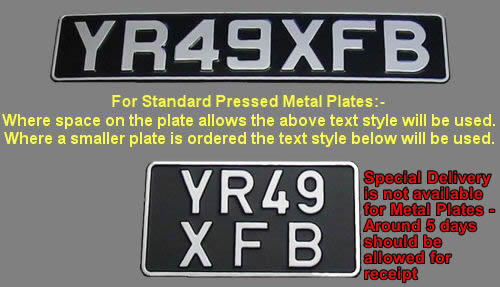 YR49XFB
For Standard Pressed Metal Plates:-
Where space on the plate allows the above text style will be used.
Where a smaller plate is ordered the text style below will be used.
YR49
XFB
Special Delivery
is not available
for Metal Plates -
Around 5 days
should be
allowed for
receipt